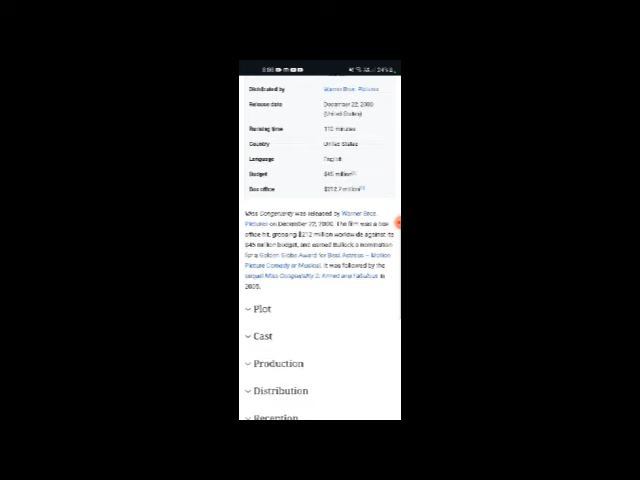 Distributed by Warner Bros. Pictures
Release date December 22, 2000
(United States)
Running time 110 minutes
Country United States
Language English
Budget $45 million
Box office $212.7 million
Miss Congeniality was released by Warner Bros.
Pictures on December 22, 2000. The film was a box
office hit, grossing $212 million worldwide against its
$45 million budget, and earned Bullock a nomination
for a Golden Globe Award for Best Actress – Motion
Picture Comedy or Musical. It was followed by the
sequel Miss Congeniality 2: Armed and Fabulous in
2005.
Plot
Cast
Production
Distribution
Reception